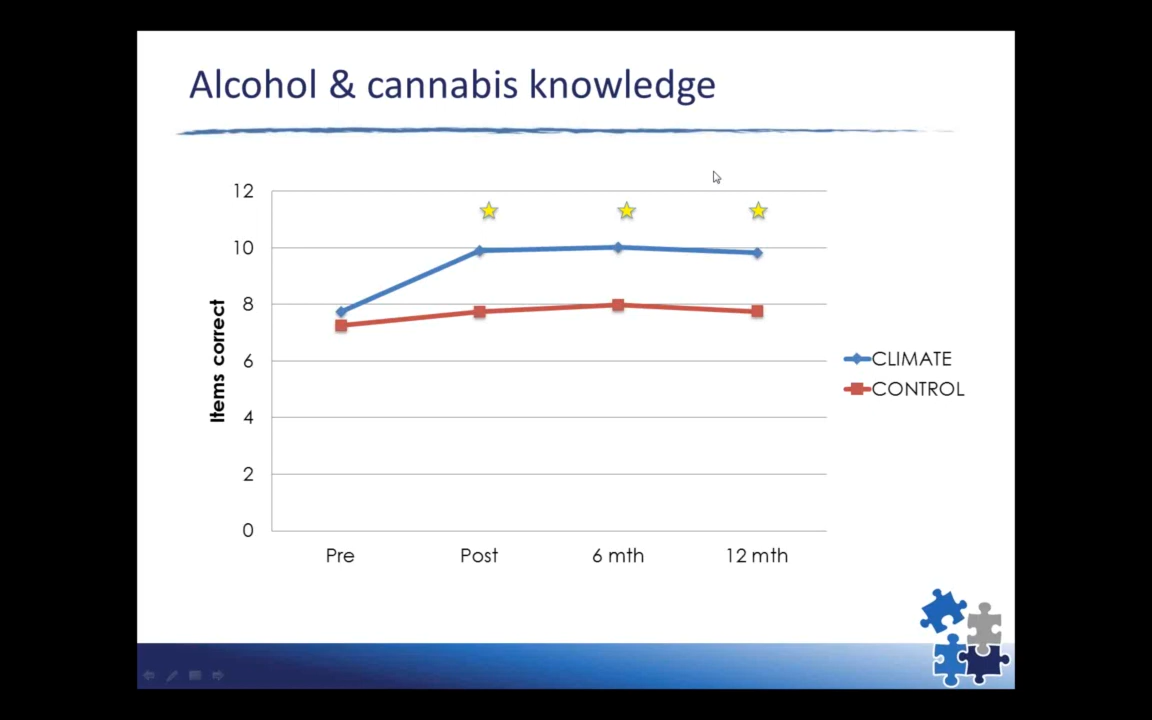 Alcohol & cannabis knowledge
12
10
8
6
4
2
0
Items correct
Pre Post 6 mth 12 mth
CLIMATE
CONTROL